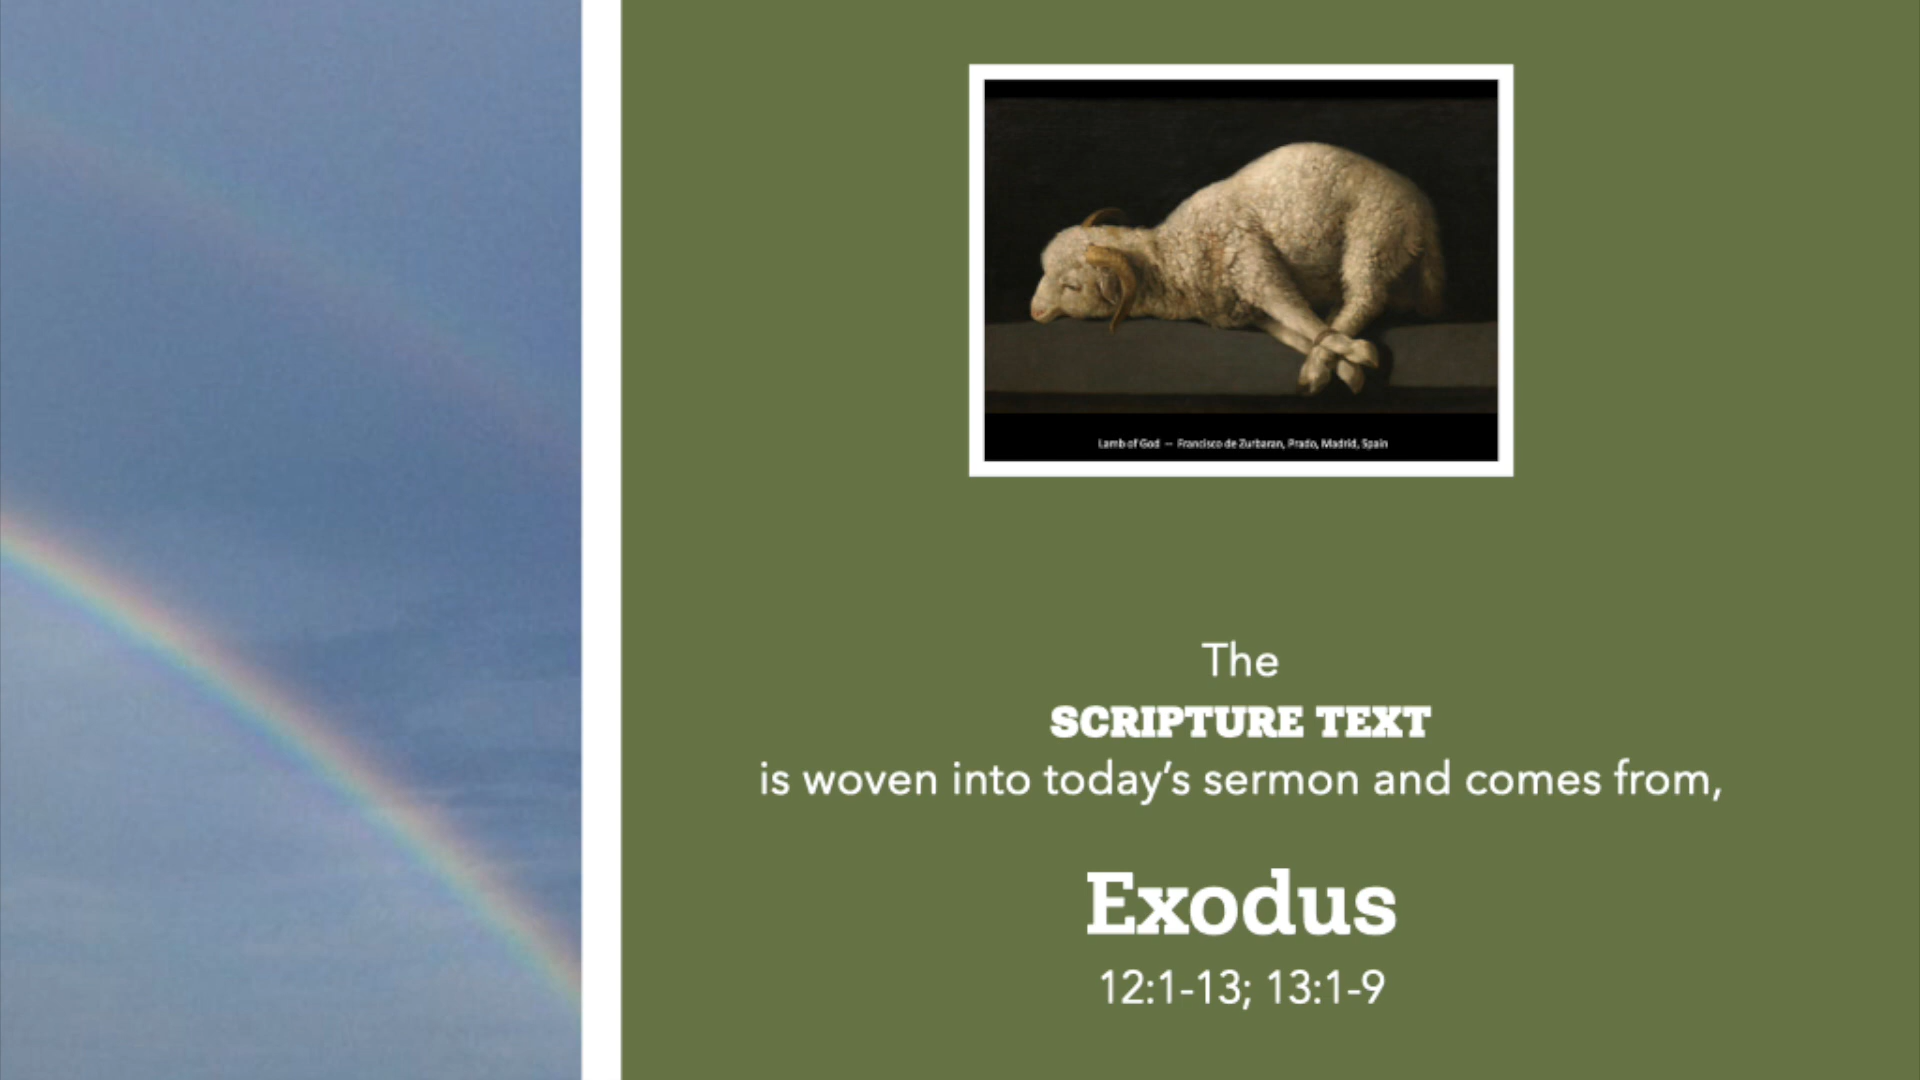 Lamb of God — Francisco de Zurbaran, Prado, Madrid, Spain
The
SCRIPTURE TEXT
is woven into today’s sermon and comes from,
Exodus
12:1-13; 13:1-9